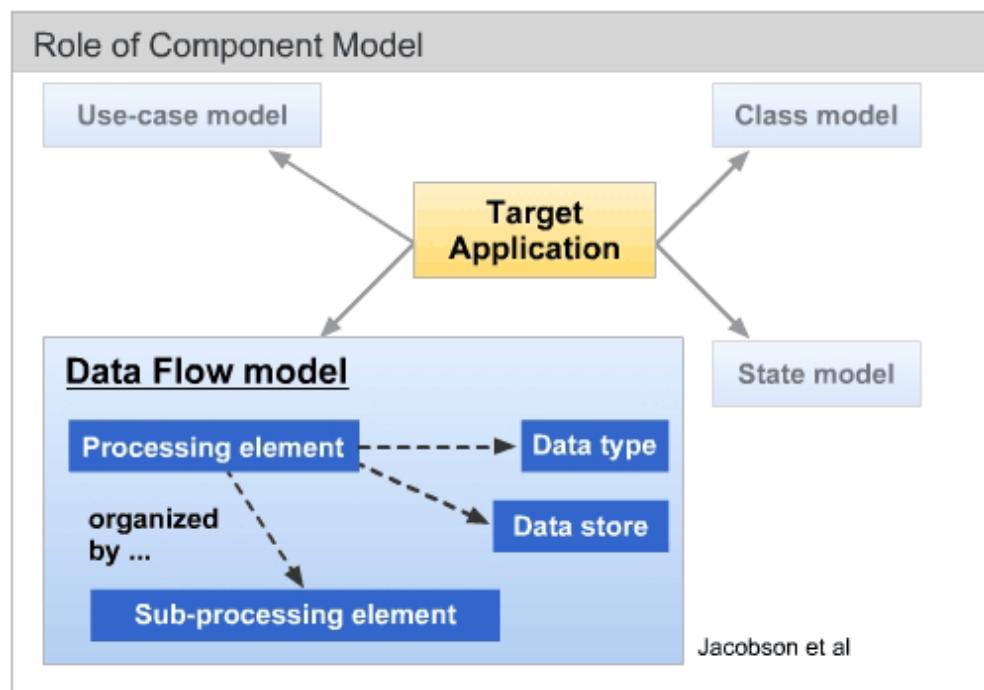 Role of Component Model
Use-case model
Class model
Target
Application
Data Flow model
State model
Processing element
Data type
organized
by ...
Data store
Sub-processing element
Jacobson et al